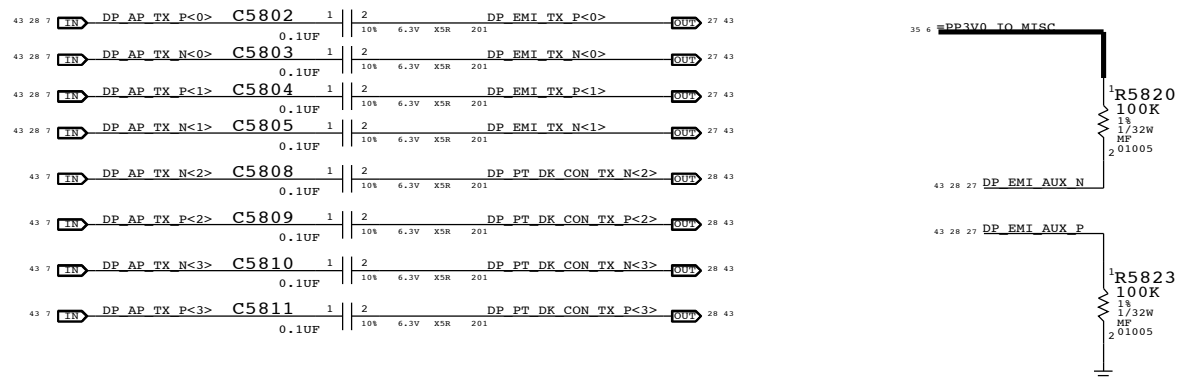 43 28 7 IN DP_AP_TX_P<0> C5802 1 2 DP_EMI_TX_P<0> OUT 27 43
0.1UF 10% 6.3V X5R 201
43 28 7 IN DP_AP_TX_N<0> C5803 1 2 DP_EMI_TX_N<0> OUT 27 43
0.1UF 10% 6.3V X5R 201
43 28 7 IN DP_AP_TX_P<1> C5804 1 2 DP_EMI_TX_P<1> OUT 27 43
0.1UF 10% 6.3V X5R 201
43 28 7 IN DP_AP_TX_N<1> C5805 1 2 DP_EMI_TX_N<1> OUT 27 43
0.1UF 10% 6.3V X5R 201
43 7 IN DP_AP_TX_N<2> C5808 1 2 DP_PT_DK_CON_TX_N<2> OUT 28 43
0.1UF 10% 6.3V X5R 201
43 7 IN DP_AP_TX_P<2> C5809 1 2 DP_PT_DK_CON_TX_P<2> OUT 28 43
0.1UF 10% 6.3V X5R 201
43 7 IN DP_AP_TX_N<3> C5810 1 2 DP_PT_DK_CON_TX_N<3> OUT 28 43
0.1UF 10% 6.3V X5R 201
43 7 IN DP_AP_TX_P<3> C5811 1 2 DP_PT_DK_CON_TX_P<3> OUT 28 43
0.1UF 10% 6.3V X5R 201
35 6 =PP3V0_IO_MISC
1 R5820
100K
1%
1/32W
MF
2 01005
43 28 27 DP_EMI_AUX_N
43 28 27 DP_EMI_AUX_P
1 R5823
100K
1%
1/32W
MF
2 01005